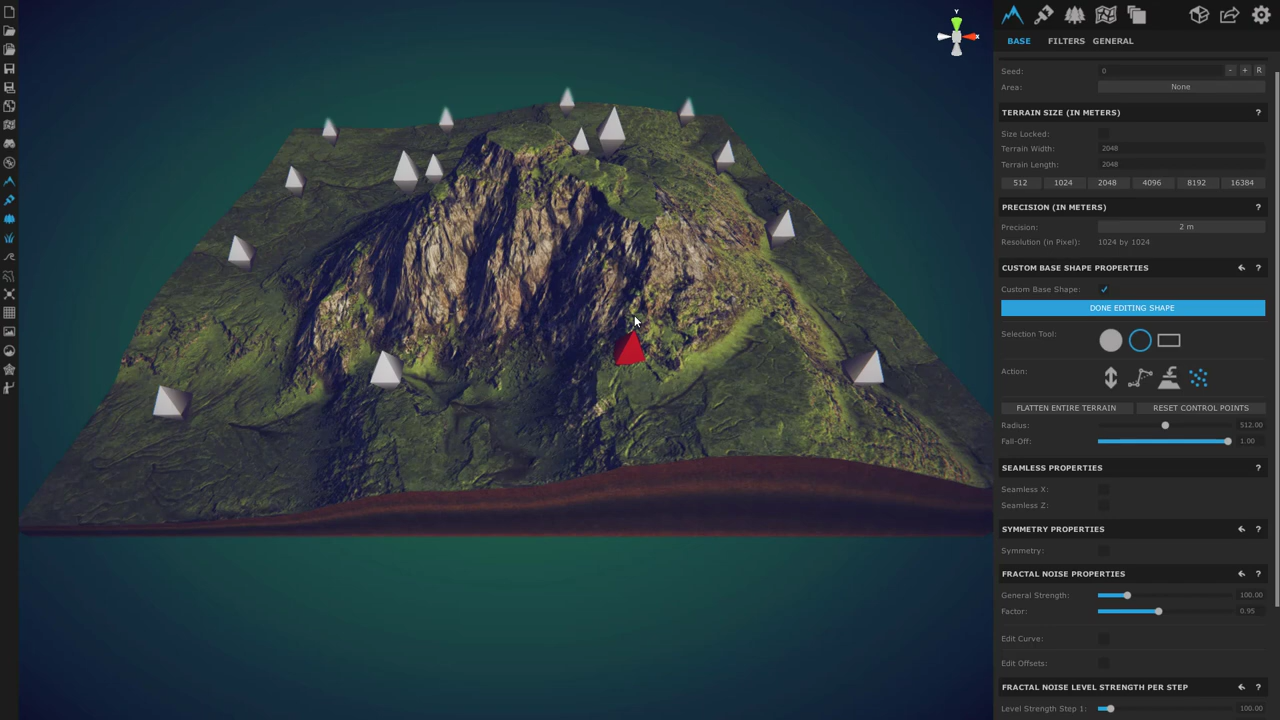 Y
X
BASE FILTERS GENERAL
Seed: 0 - + R
Area: None
TERRAIN SIZE (IN METERS) ?
Size Locked:
Terrain Width: 2048
Terrain Length: 2048
512 1024 2048 4096 8192 16384
PRECISION (IN METERS) ?
Precision: 2 m
Resolution (in Pixel): 1024 by 1024
CUSTOM BASE SHAPE PROPERTIES ?
Custom Base Shape:
DONE EDITING SHAPE
Selection Tool:
Action:
FLATTEN ENTIRE TERRAIN RESET CONTROL POINTS
Radius: 512.00
Fall-Off: 1.00
SEAMLESS PROPERTIES ?
Seamless X:
Seamless Z:
SYMMETRY PROPERTIES ?
Symmetry:
FRACTAL NOISE PROPERTIES ?
General Strength: 100.00
Factor: 0.95
Edit Curve:
Edit Offsets:
FRACTAL NOISE LEVEL STRENGTH PER STEP ?
Level Strength Step 1: 100.00